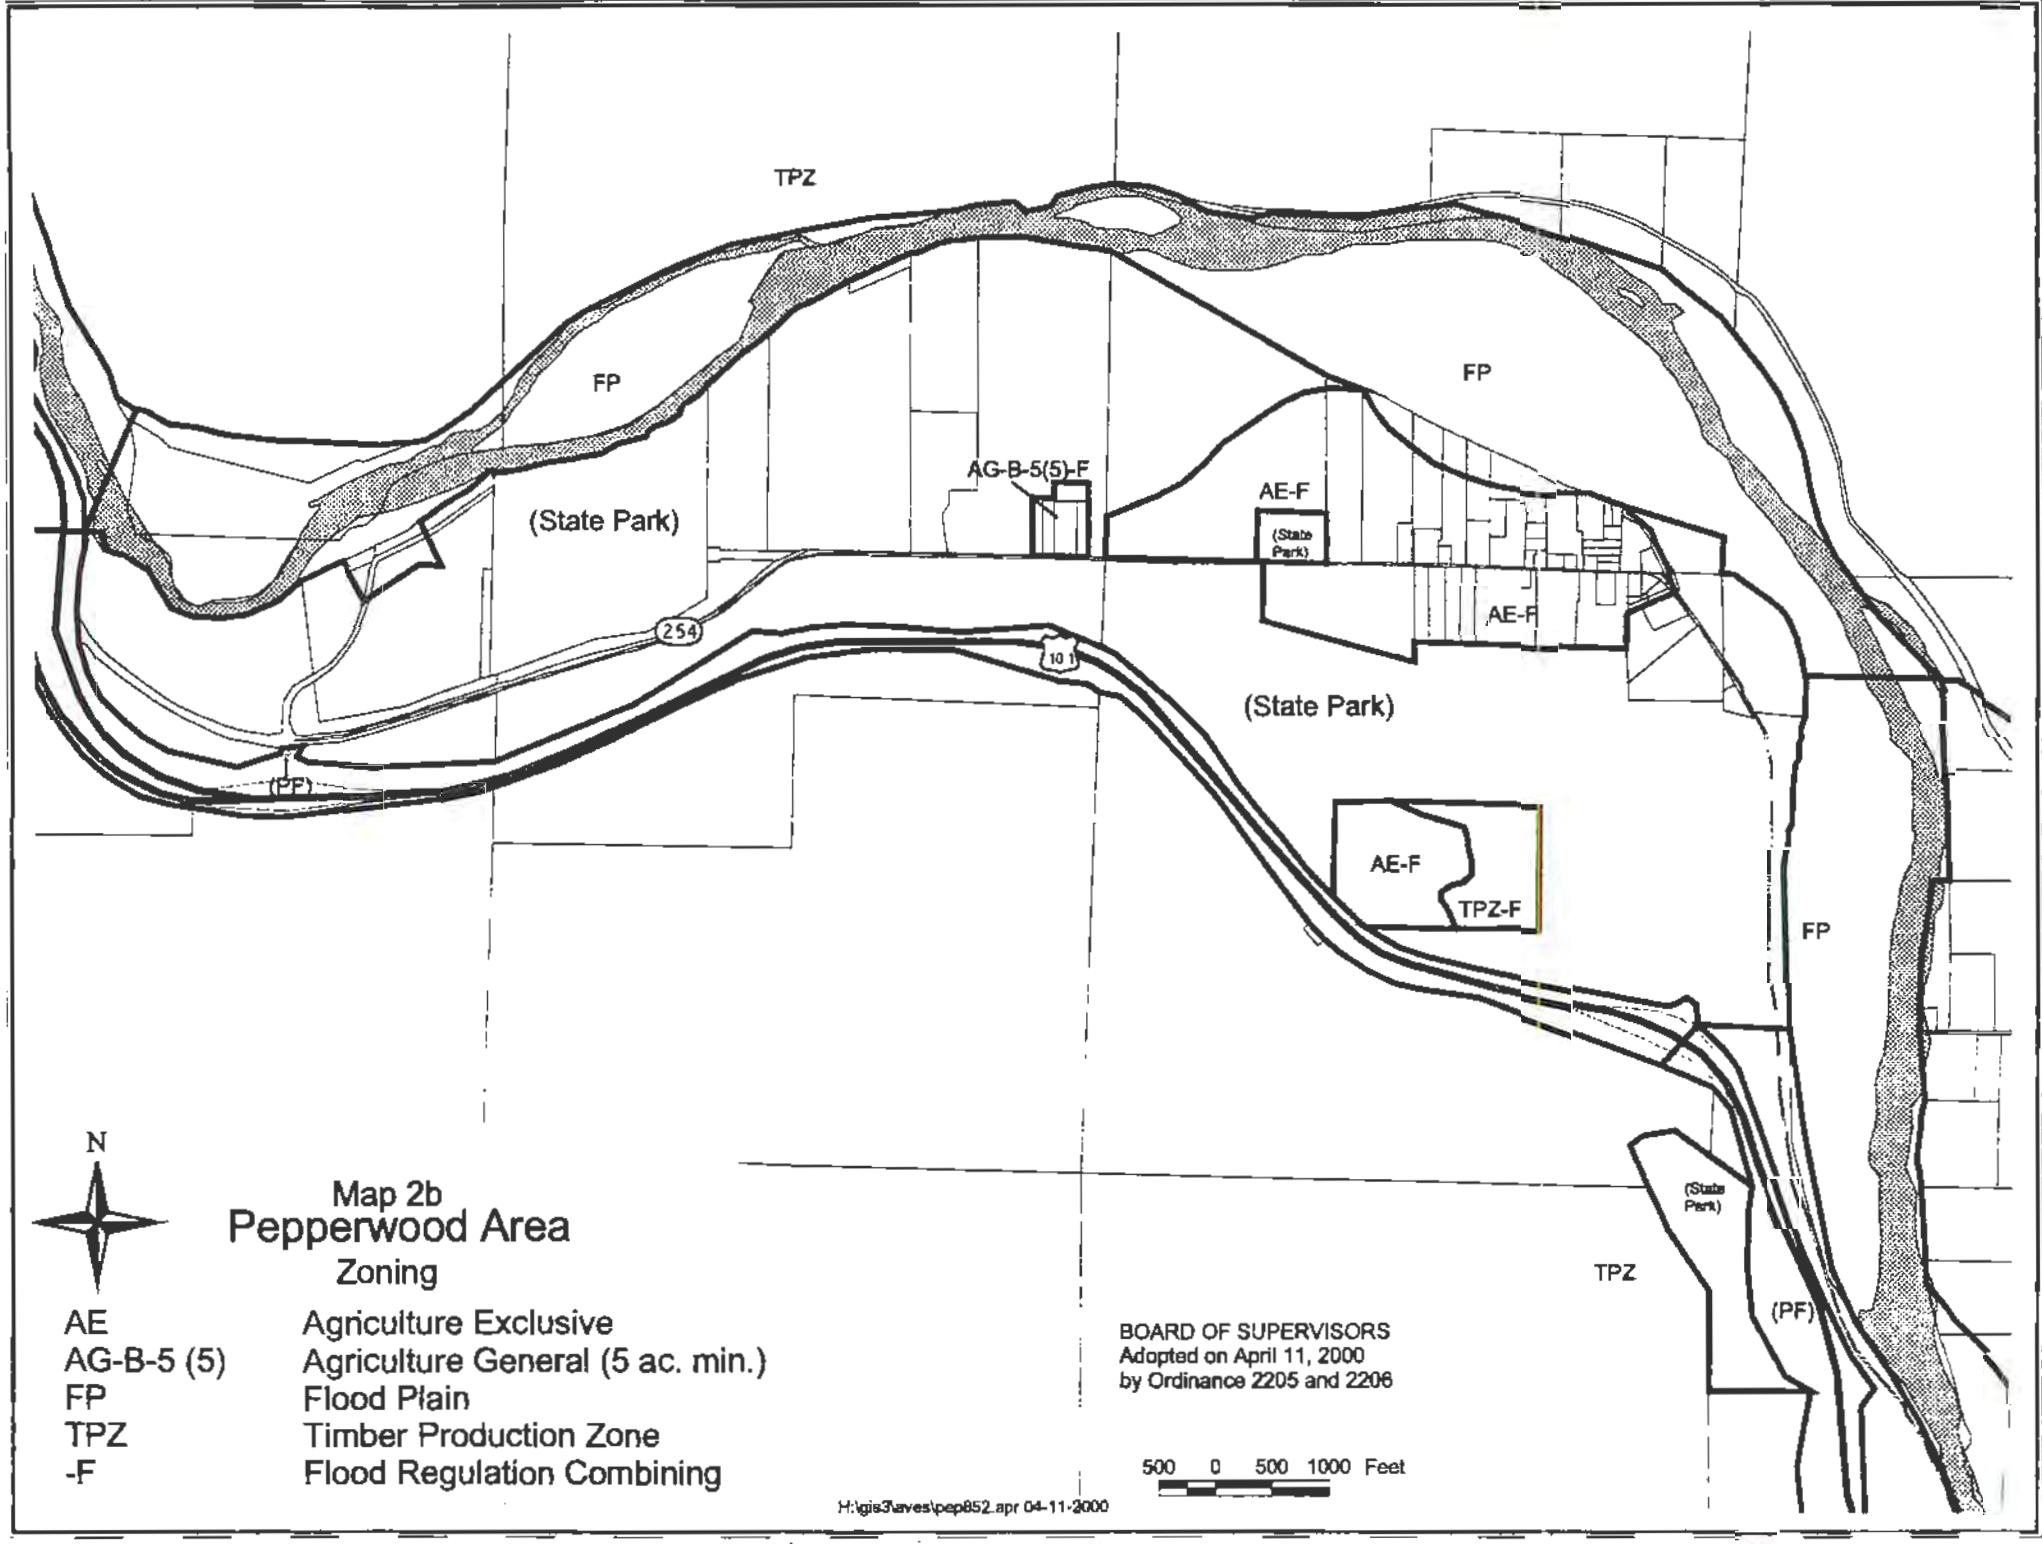 TPZ
FP
FP
AG-B-5(5)-F
AE-F
(State Park)
(State
Park)
AE-F
254
101
(State Park)
(PF)
AE-F
TPZ-F
FP
N
Map 2b
Pepperwood Area
Zoning
(State
Park)
TPZ
(PF)
AE Agriculture Exclusive
AG-B-5 (5) Agriculture General (5 ac. min.)
FP Flood Plain
TPZ Timber Production Zone
-F Flood Regulation Combining
BOARD OF SUPERVISORS
Adopted on April 11, 2000
by Ordinance 2205 and 2206
500 0 500 1000 Feet
H:\gis3\aves\pep852.apr 04-11-2000